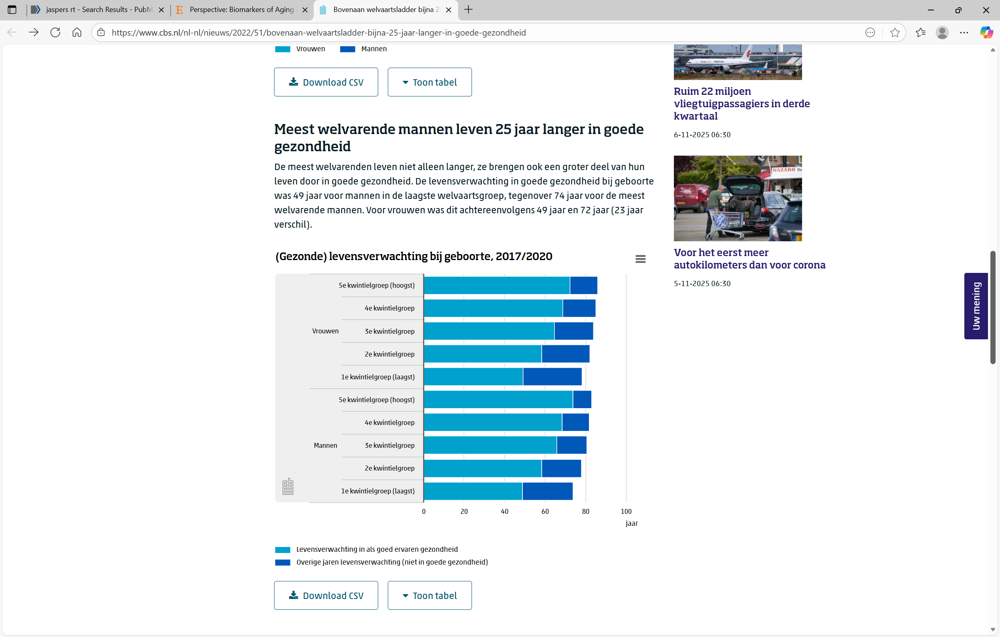 jaspers rt - Search Results - PubM
Perspective: Biomarkers of Aging
Bovenaan welvaartsladder bijna 2
https://www.cbs.nl/nl-nl/nieuws/2022/51/bovenaan-welvaartsladder-bijna-25-jaar-langer-in-goede-gezondheid
Vrouwen Mannen
Download CSV Toon tabel
Meest welvarende mannen leven 25 jaar langer in goede
gezondheid
De meest welvarenden leven niet alleen langer, ze brengen ook een groter deel van hun
leven door in goede gezondheid. De levensverwachting in goede gezondheid bij geboorte
was 49 jaar voor mannen in de laagste welvaartsgroep, tegenover 74 jaar voor de meest
welvarende mannen. Voor vrouwen was dit achtereenvolgens 49 jaar en 72 jaar (23 jaar
verschil).
(Gezonde) levensverwachting bij geboorte, 2017/2020
5e kwintielgroep (hoogst)
4e kwintielgroep
Vrouwen 3e kwintielgroep
2e kwintielgroep
1e kwintielgroep (laagst)
5e kwintielgroep (hoogst)
4e kwintielgroep
Mannen 3e kwintielgroep
2e kwintielgroep
1e kwintielgroep (laagst)
cbs
0 20 40 60 80 100
jaar
Levensverwachting in als goed ervaren gezondheid
Overige jaren levensverwachting (niet in goede gezondheid)
Download CSV Toon tabel
Ruim 22 miljoen
vliegtuigpassagiers in derde
kwartaal
6-11-2025 06:30
NAZARO Gr
Voor het eerst meer
autokilometers dan voor corona
5-11-2025 06:30
Uw mening